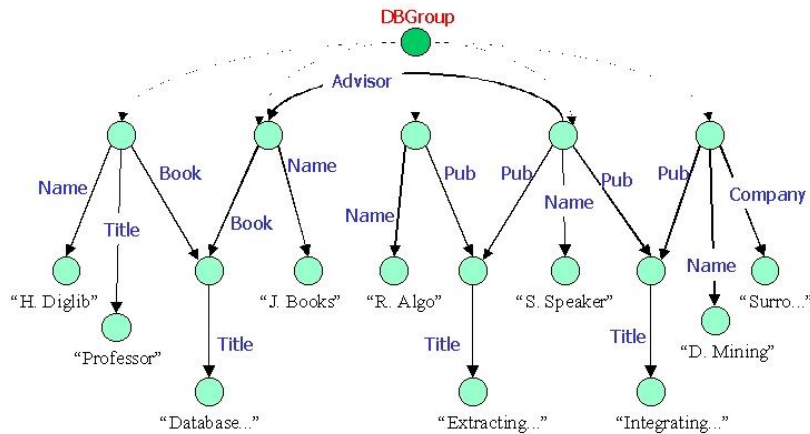 DBGroup
Advisor
Name
Book
Name
Pub
Pub
Pub
Pub
Company
Title
Book
Name
Name
Name
"H. Diglib"
"J. Books"
"R. Algo"
"S. Speaker"
"Surro..."
"Professor"
Title
Title
Title
"D. Mining"
"Database..."
"Extracting..."
"Integrating..."